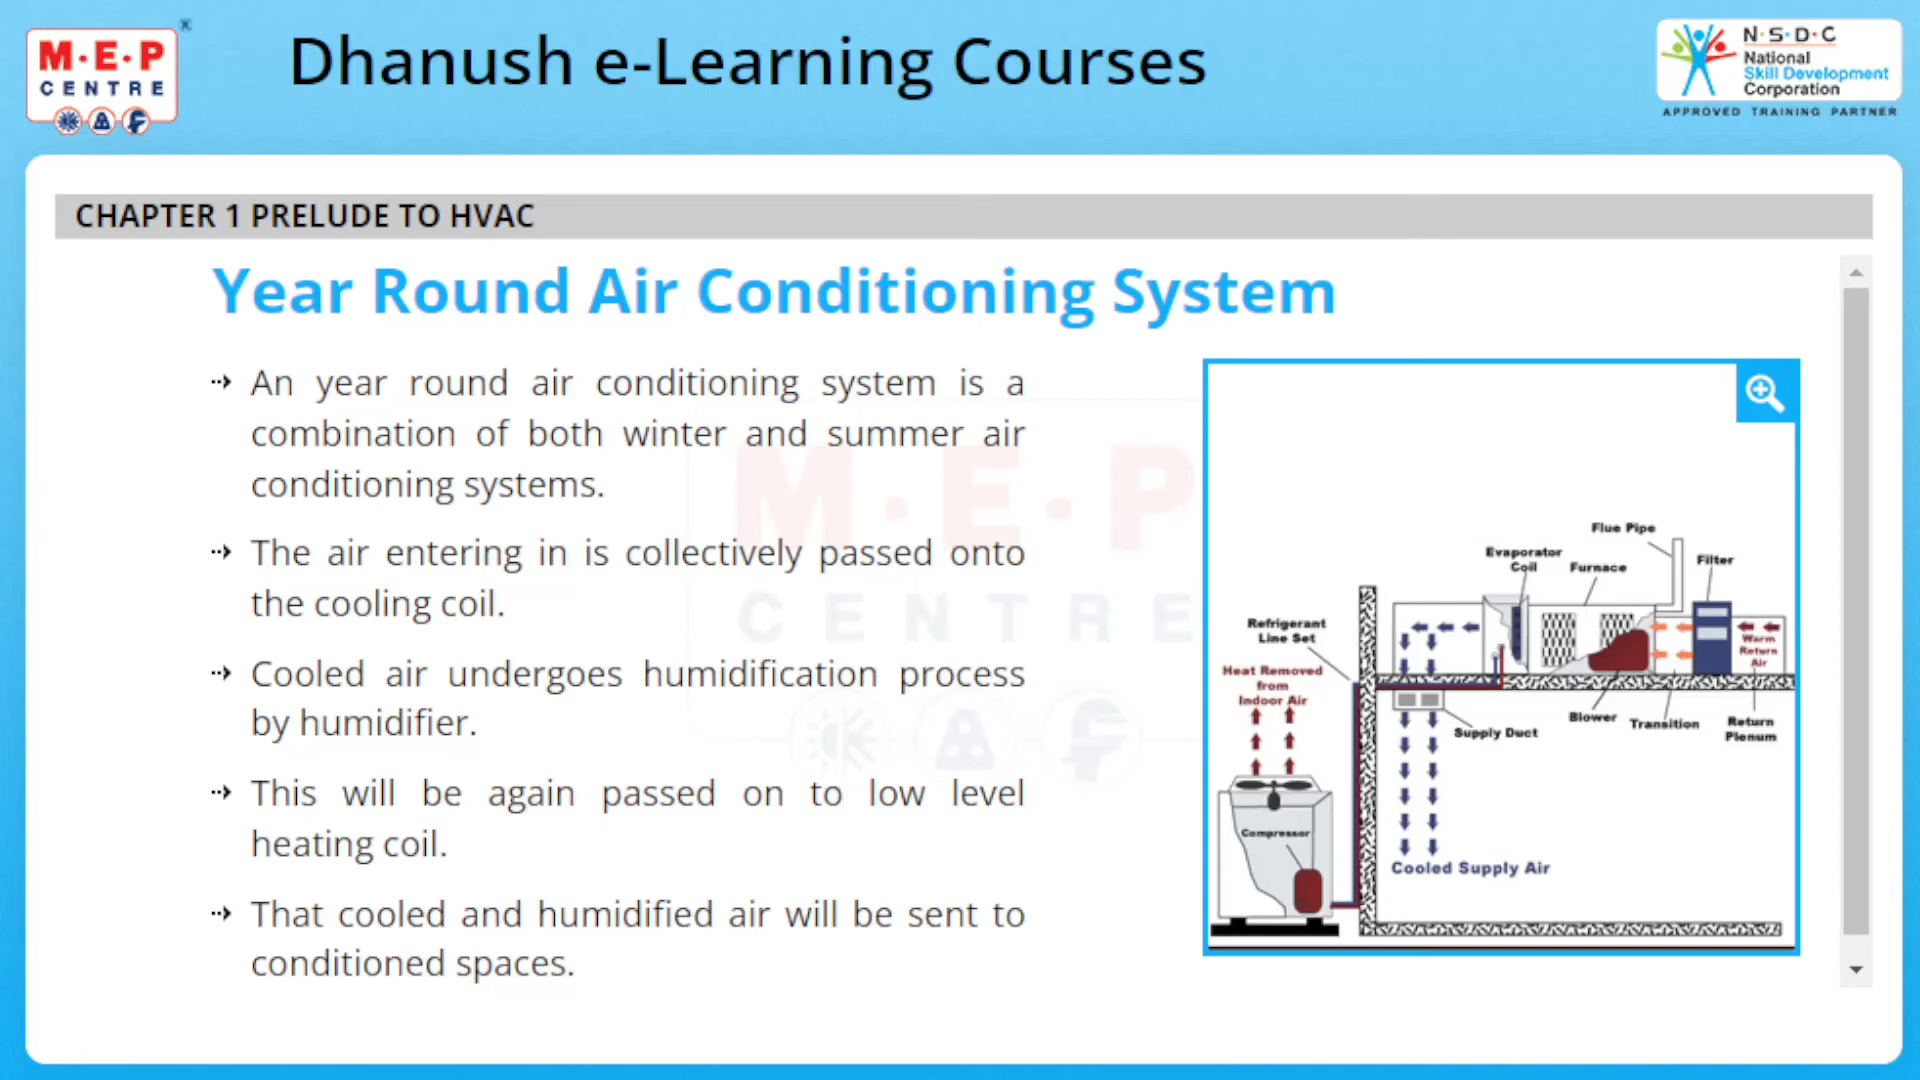 M·E·P
CENTRE
Dhanush e-Learning Courses
N·S·D·C
National
Skill Development
Corporation
APPROVED TRAINING PARTNER
CHAPTER 1 PRELUDE TO HVAC
Year Round Air Conditioning System
An year round air conditioning system is a
combination of both winter and summer air
conditioning systems.
The air entering in is collectively passed onto
the cooling coil.
Cooled air undergoes humidification process
by humidifier.
This will be again passed on to low level
heating coil.
That cooled and humidified air will be sent to
conditioned spaces.
M·E·P
CENTRE
Flue Pipe
Evaporator
Coil
Furnace
Filter
Refrigerant
Line Set
Heat Removed
from
Indoor Air
Warm
Return
Air
Supply Duct
Blower
Transition
Return
Plenum
Compressor
Cooled Supply Air